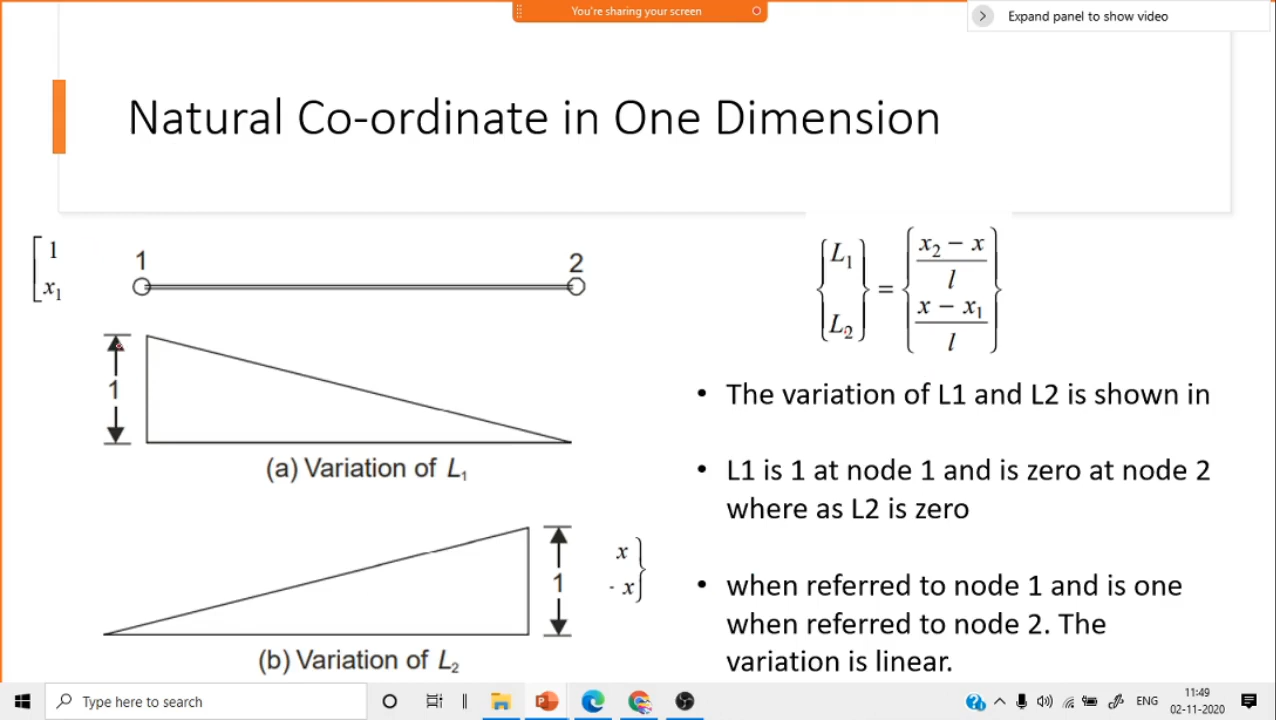 You're sharing your screen
Expand panel to show video
Natural Co-ordinate in One Dimension
1
x₁
1
2
1
(a) Variation of L₁
1
(b) Variation of L₂
x
- x
L₁
L₂
=
x₂ − x
l
x − x₁
l
• The variation of L1 and L2 is shown in
• L1 is 1 at node 1 and is zero at node 2
where as L2 is zero
• when referred to node 1 and is one
when referred to node 2. The
variation is linear.
Type here to search
ENG
11:49
02-11-2020